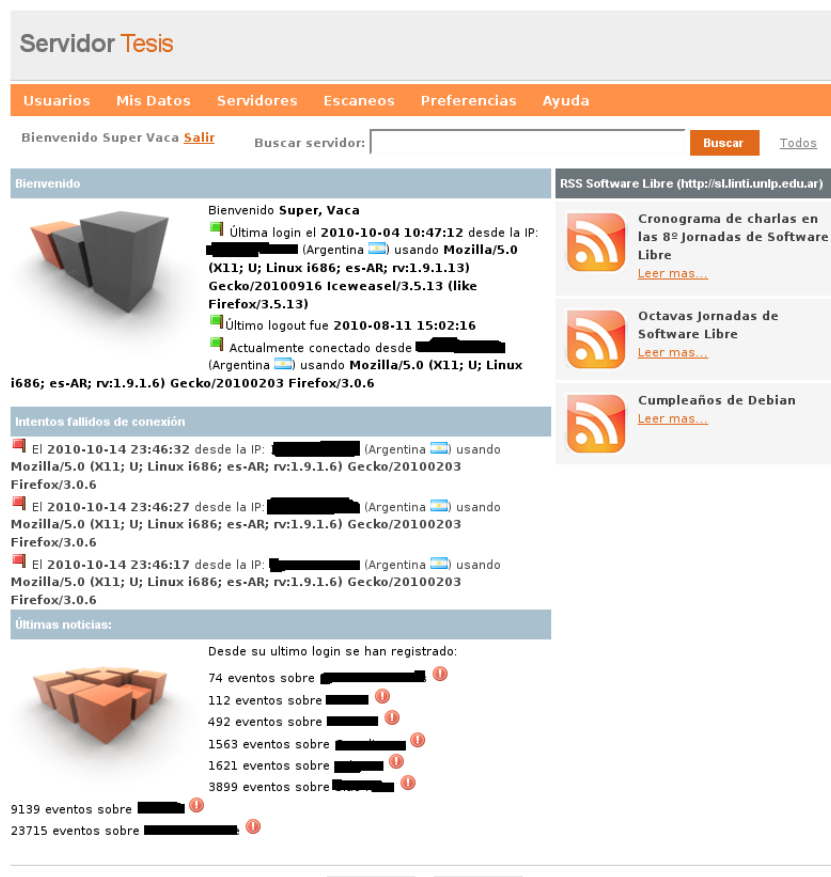 Servidor Tesis
Usuarios Mis Datos Servidores Escaneos Preferencias Ayuda
Bienvenido Super Vaca Salir
Buscar servidor: Buscar Todos
Bienvenido
Bienvenido Super, Vaca
Última login el 2010-10-04 10:47:12 desde la IP:
(Argentina ) usando Mozilla/5.0
(X11; U; Linux i686; es-AR; rv:1.9.1.13)
Gecko/20100916 Iceweasel/3.5.13 (like
Firefox/3.5.13)
Último logout fue 2010-08-11 15:02:16
Actualmente conectado desde
(Argentina ) usando Mozilla/5.0 (X11; U; Linux
i686; es-AR; rv:1.9.1.6) Gecko/20100203 Firefox/3.0.6
Intentos fallidos de conexión
El 2010-10-14 23:46:32 desde la IP: (Argentina ) usando
Mozilla/5.0 (X11; U; Linux i686; es-AR; rv:1.9.1.6) Gecko/20100203
Firefox/3.0.6
El 2010-10-14 23:46:27 desde la IP: (Argentina ) usando
Mozilla/5.0 (X11; U; Linux i686; es-AR; rv:1.9.1.6) Gecko/20100203
Firefox/3.0.6
El 2010-10-14 23:46:17 desde la IP: (Argentina ) usando
Mozilla/5.0 (X11; U; Linux i686; es-AR; rv:1.9.1.6) Gecko/20100203
Firefox/3.0.6
Últimas noticias:
Desde su ultimo login se han registrado:
74 eventos sobre
112 eventos sobre
492 eventos sobre
1563 eventos sobre
1621 eventos sobre
3899 eventos sobre
9139 eventos sobre
23715 eventos sobre
RSS Software Libre (http://sl.linti.unlp.edu.ar)
Cronograma de charlas en
las 8º Jornadas de Software
Libre
Leer mas...
Octavas Jornadas de
Software Libre
Leer mas...
Cumpleaños de Debian
Leer mas...